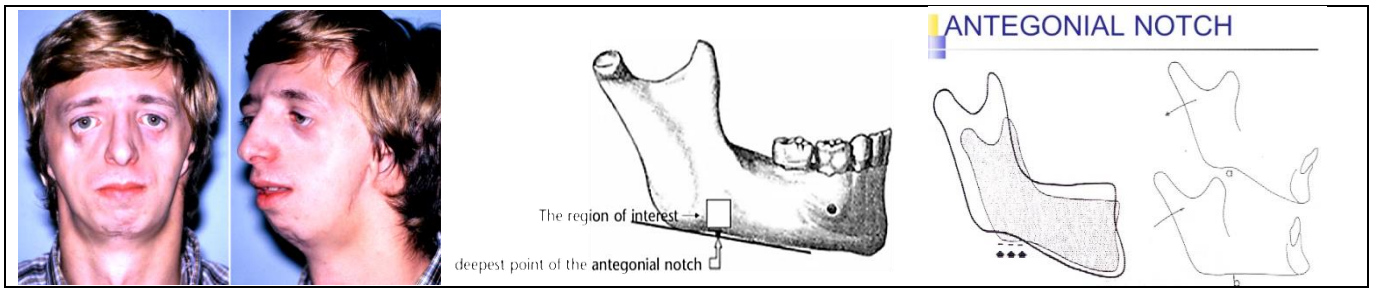 The region of interest
deepest point of the antegonial notch
ANTEGONIAL NOTCH
a
b